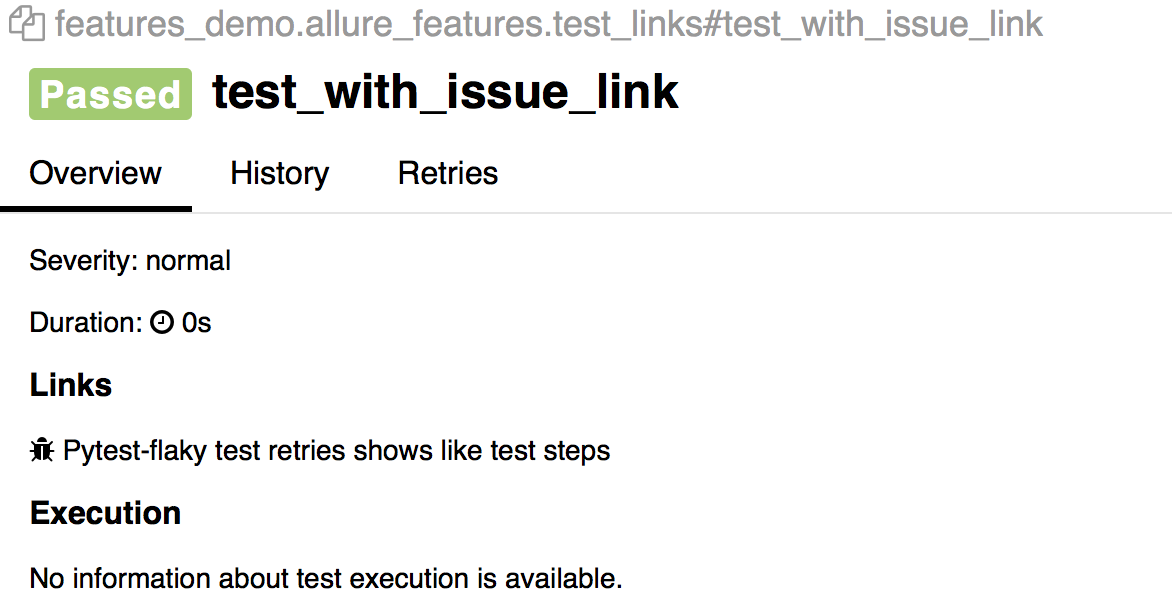 features_demo.allure_features.test_links#test_with_issue_link
Passed test_with_issue_link
Overview History Retries
Severity: normal
Duration: 0s
Links
Pytest-flaky test retries shows like test steps
Execution
No information about test execution is available.